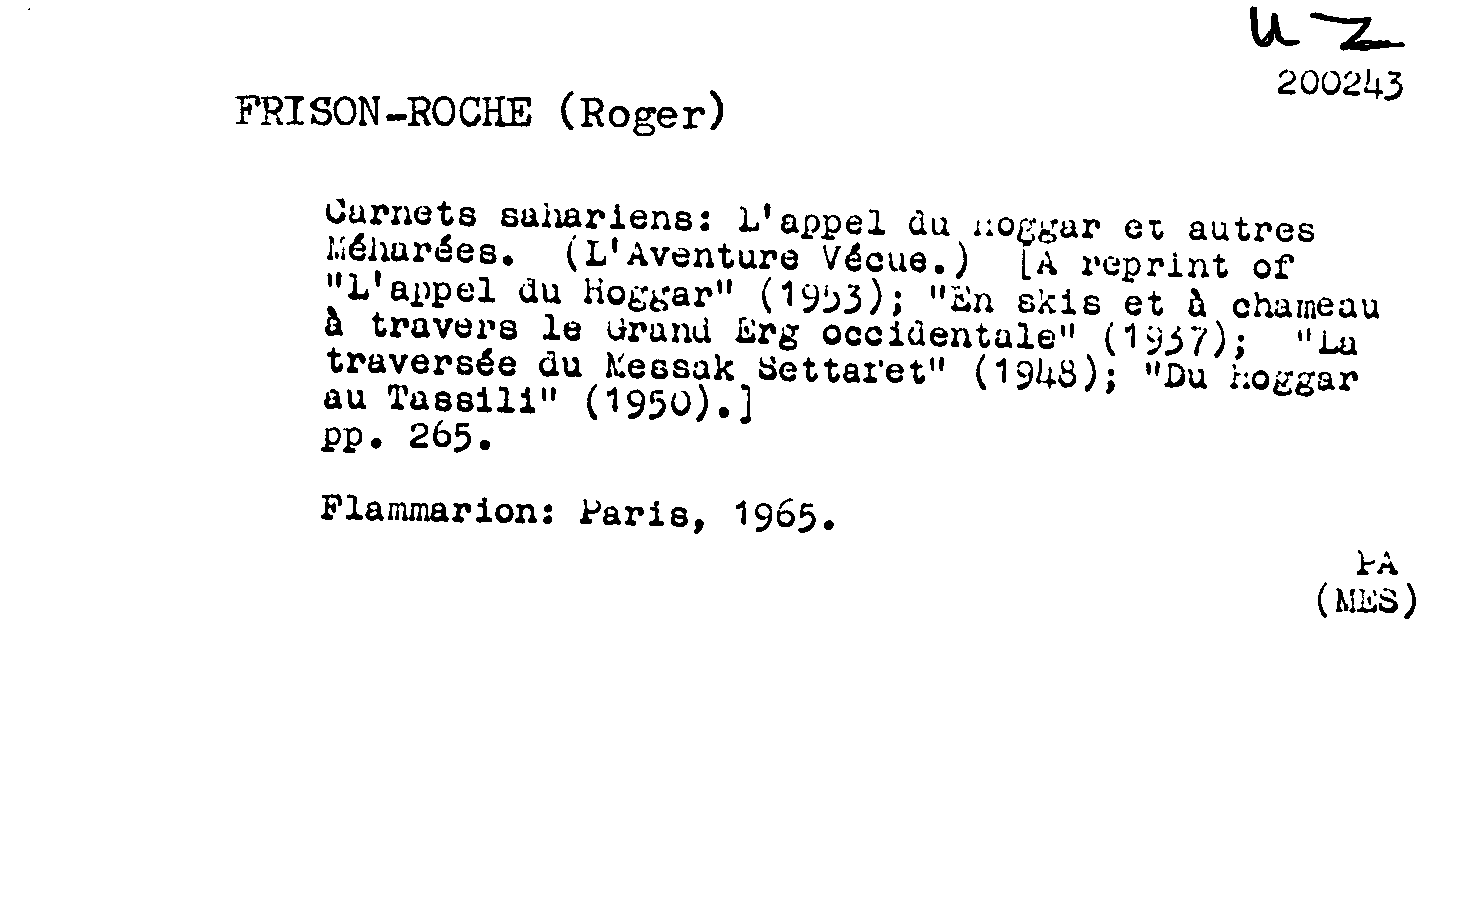 U Z
200243
FRISON-ROCHE (Roger)
Carnets sahariens: L'appel du Hoggar et autres
Méharées. (L'Aventure Vécue.) [A reprint of
"L'appel du Hoggar" (1953); "En skis et à chameau
à travers le Grand Erg occidentale" (1937); "La
traversée du Messak Settaret" (1948); "Du Hoggar
au Tassili" (1950).]
pp. 265.
Flammarion: Paris, 1965.
PA
(MES)